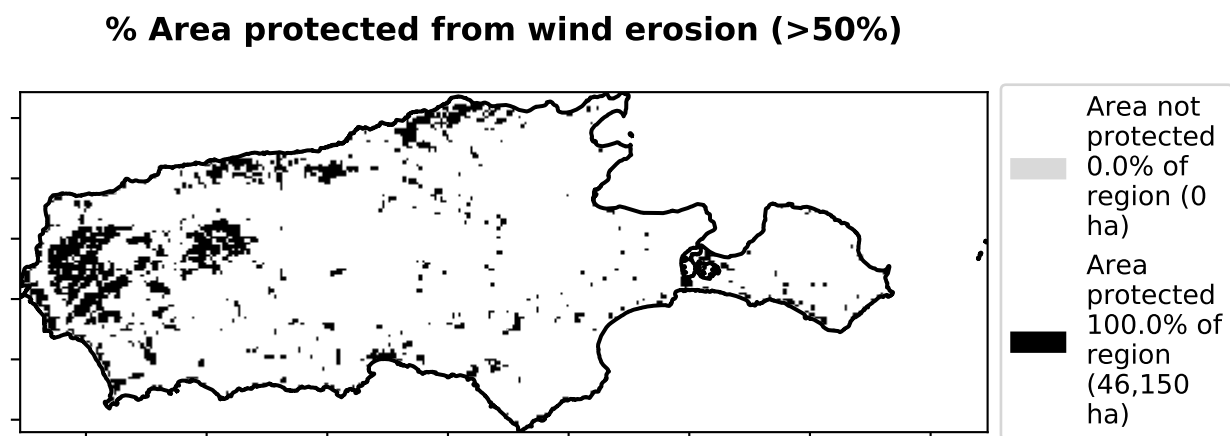 % Area protected from wind erosion (>50%)
Area not
protected
0.0% of
region (0
ha)
Area
protected
100.0% of
region
(46,150
ha)